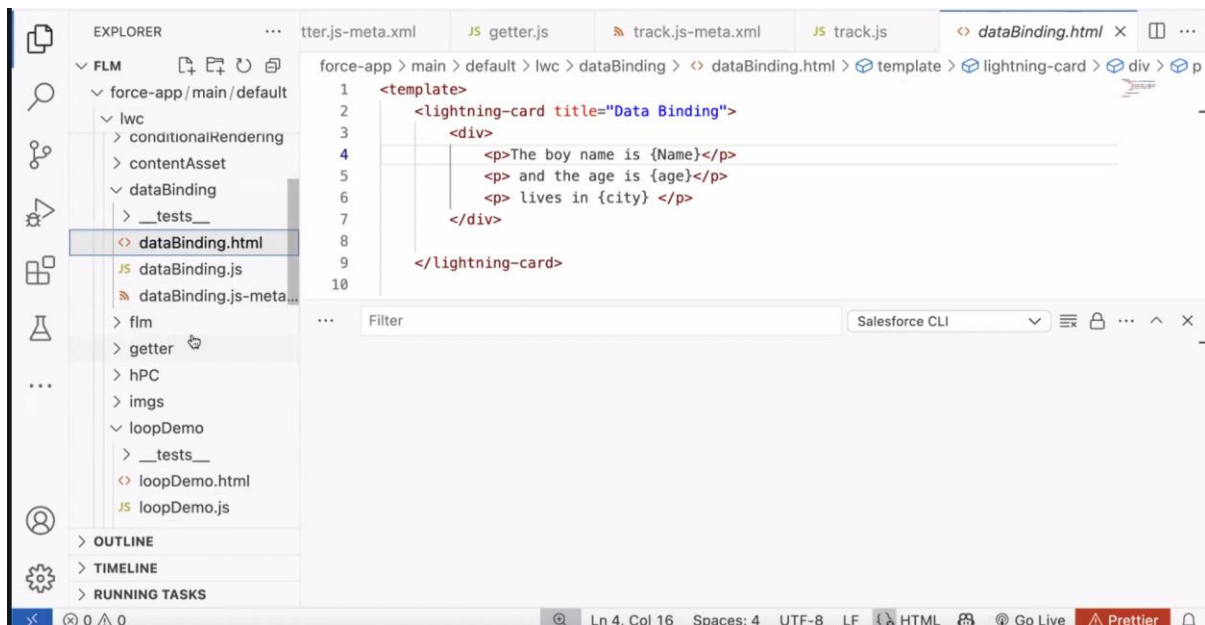 EXPLORER ···
FLM
force-app/main/default
lwc
conditionalRendering
contentAsset
dataBinding
__tests__
dataBinding.html
dataBinding.js
dataBinding.js-meta...
flm
getter
hPC
imgs
loopDemo
__tests__
loopDemo.html
loopDemo.js
OUTLINE
TIMELINE
RUNNING TASKS
tter.js-meta.xml JS getter.js track.js-meta.xml JS track.js dataBinding.html
force-app > main > default > lwc > dataBinding > dataBinding.html > template > lightning-card > div > p
1 <template>
2 <lightning-card title="Data Binding">
3 <div>
4 <p>The boy name is {Name}</p>
5 <p> and the age is {age}</p>
6 <p> lives in {city} </p>
7 </div>
8
9 </lightning-card>
10
Filter Salesforce CLI
0 0 Ln 4, Col 16 Spaces: 4 UTF-8 LF HTML Go Live Prettier